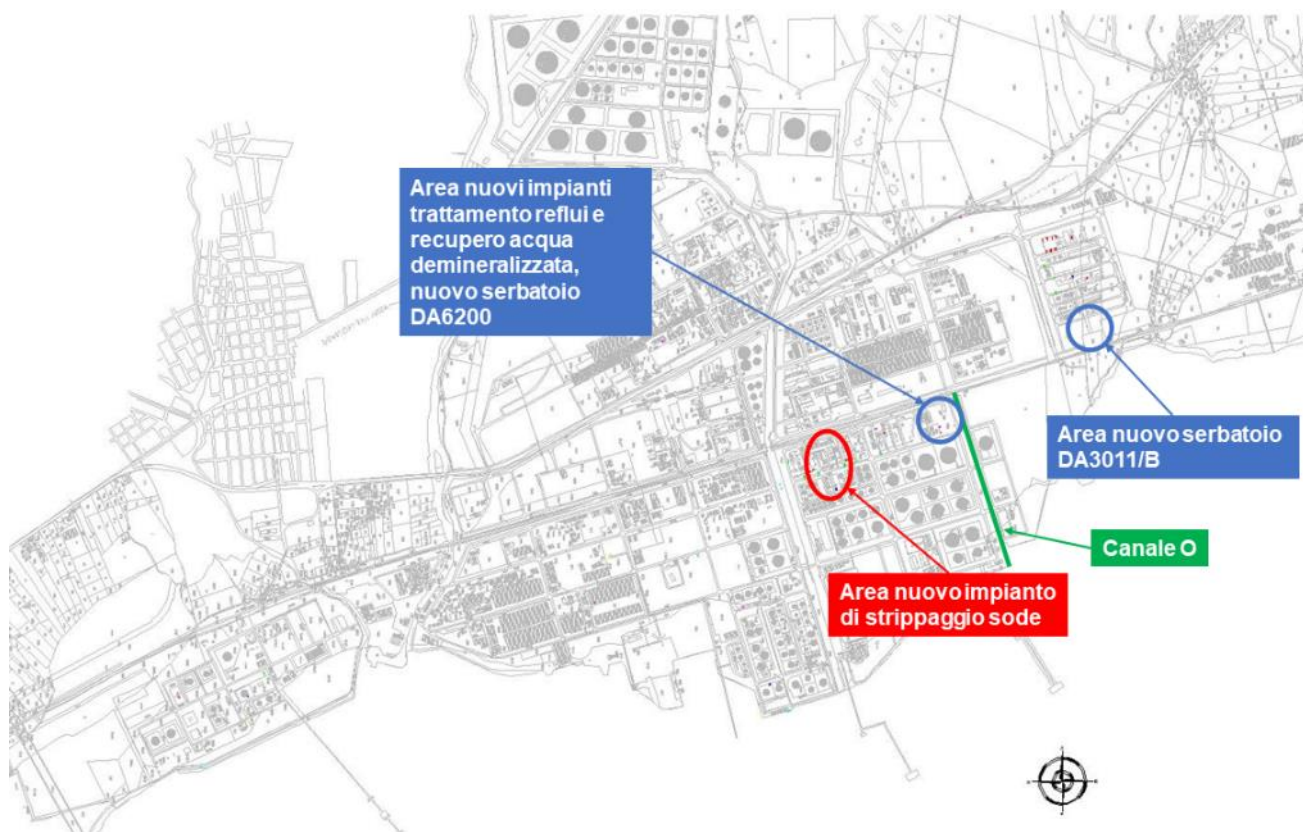 Area nuovi impianti
trattamento reflui e
recupero acqua
demineralizzata,
nuovo serbatoio
DA6200
Area nuovo serbatoio
DA3011/B
Canale O
Area nuovo impianto
di strippaggio sode